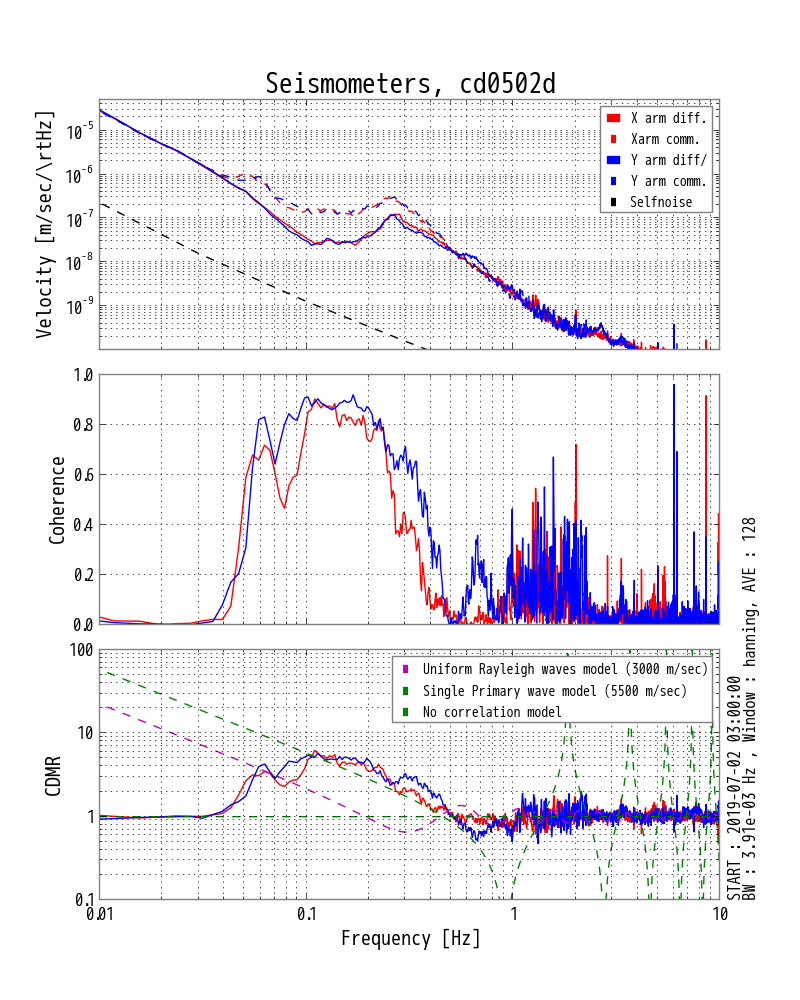 Seismometers, cd0502d
Velocity [m/sec/\rtHz]
10^-5
10^-6
10^-7
10^-8
10^-9
X arm diff.
Xarm comm.
Y arm diff/
Y arm comm.
Selfnoise
Coherence
1.0
0.8
0.6
0.4
0.2
0.0
CDMR
100
10
1
0.1
Uniform Rayleigh waves model (3000 m/sec)
Single Primary wave model (5500 m/sec)
No correlation model
0.01
0.1
1
10
Frequency [Hz]
START : 2019-07-02 03:00:00
BW : 3.91e-03 Hz , Window : hanning, AVE : 128